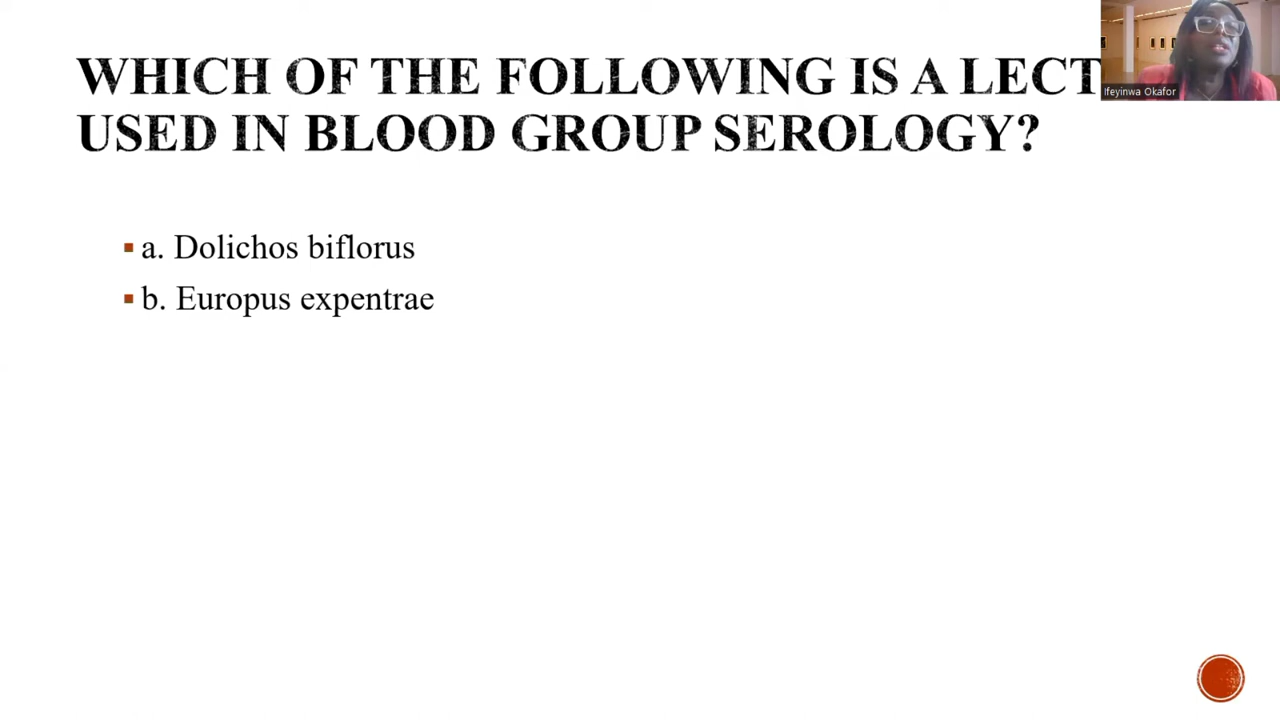 WHICH OF THE FOLLOWING IS A LECT
USED IN BLOOD GROUP SEROLOGY?
Ifeyinwa Okafor
a. Dolichos biflorus
b. Europus expentrae